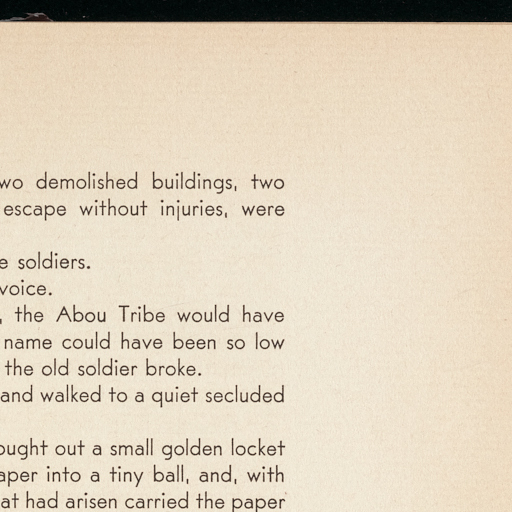 wo demolished buildings, two
escape without injuries, were
e soldiers.
voice.
, the Abou Tribe would have
name could have been so low
the old soldier broke.
and walked to a quiet secluded
ought out a small golden locket
aper into a tiny ball, and, with
at had arisen carried the paper